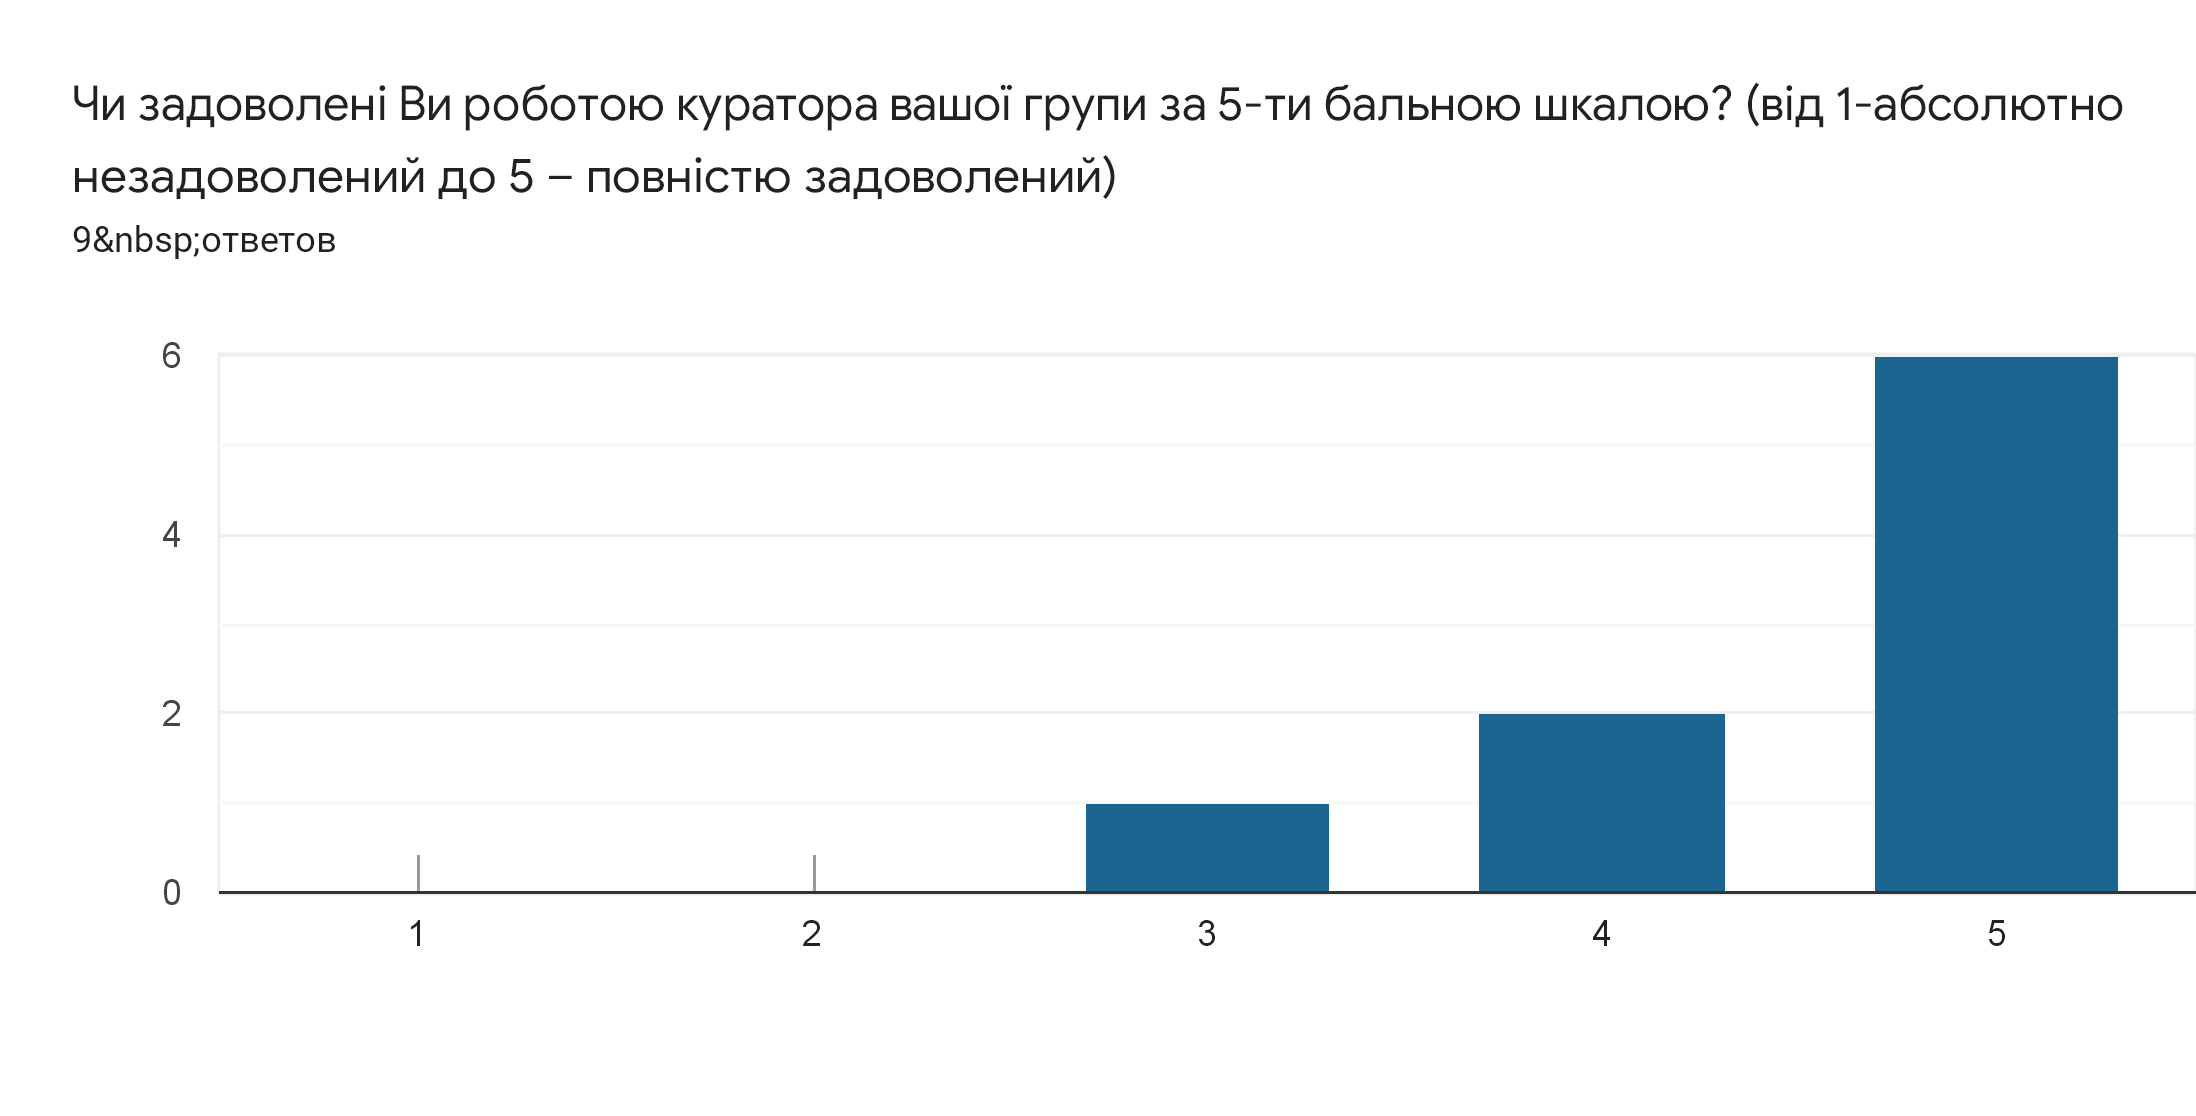 Чи задоволені Ви роботою куратора вашої групи за 5-ти бальною шкалою? (від 1-абсолютно
незадоволений до 5 – повністю задоволений)
9&nbsp;ответов
6
4
2
0
1 2 3 4 5